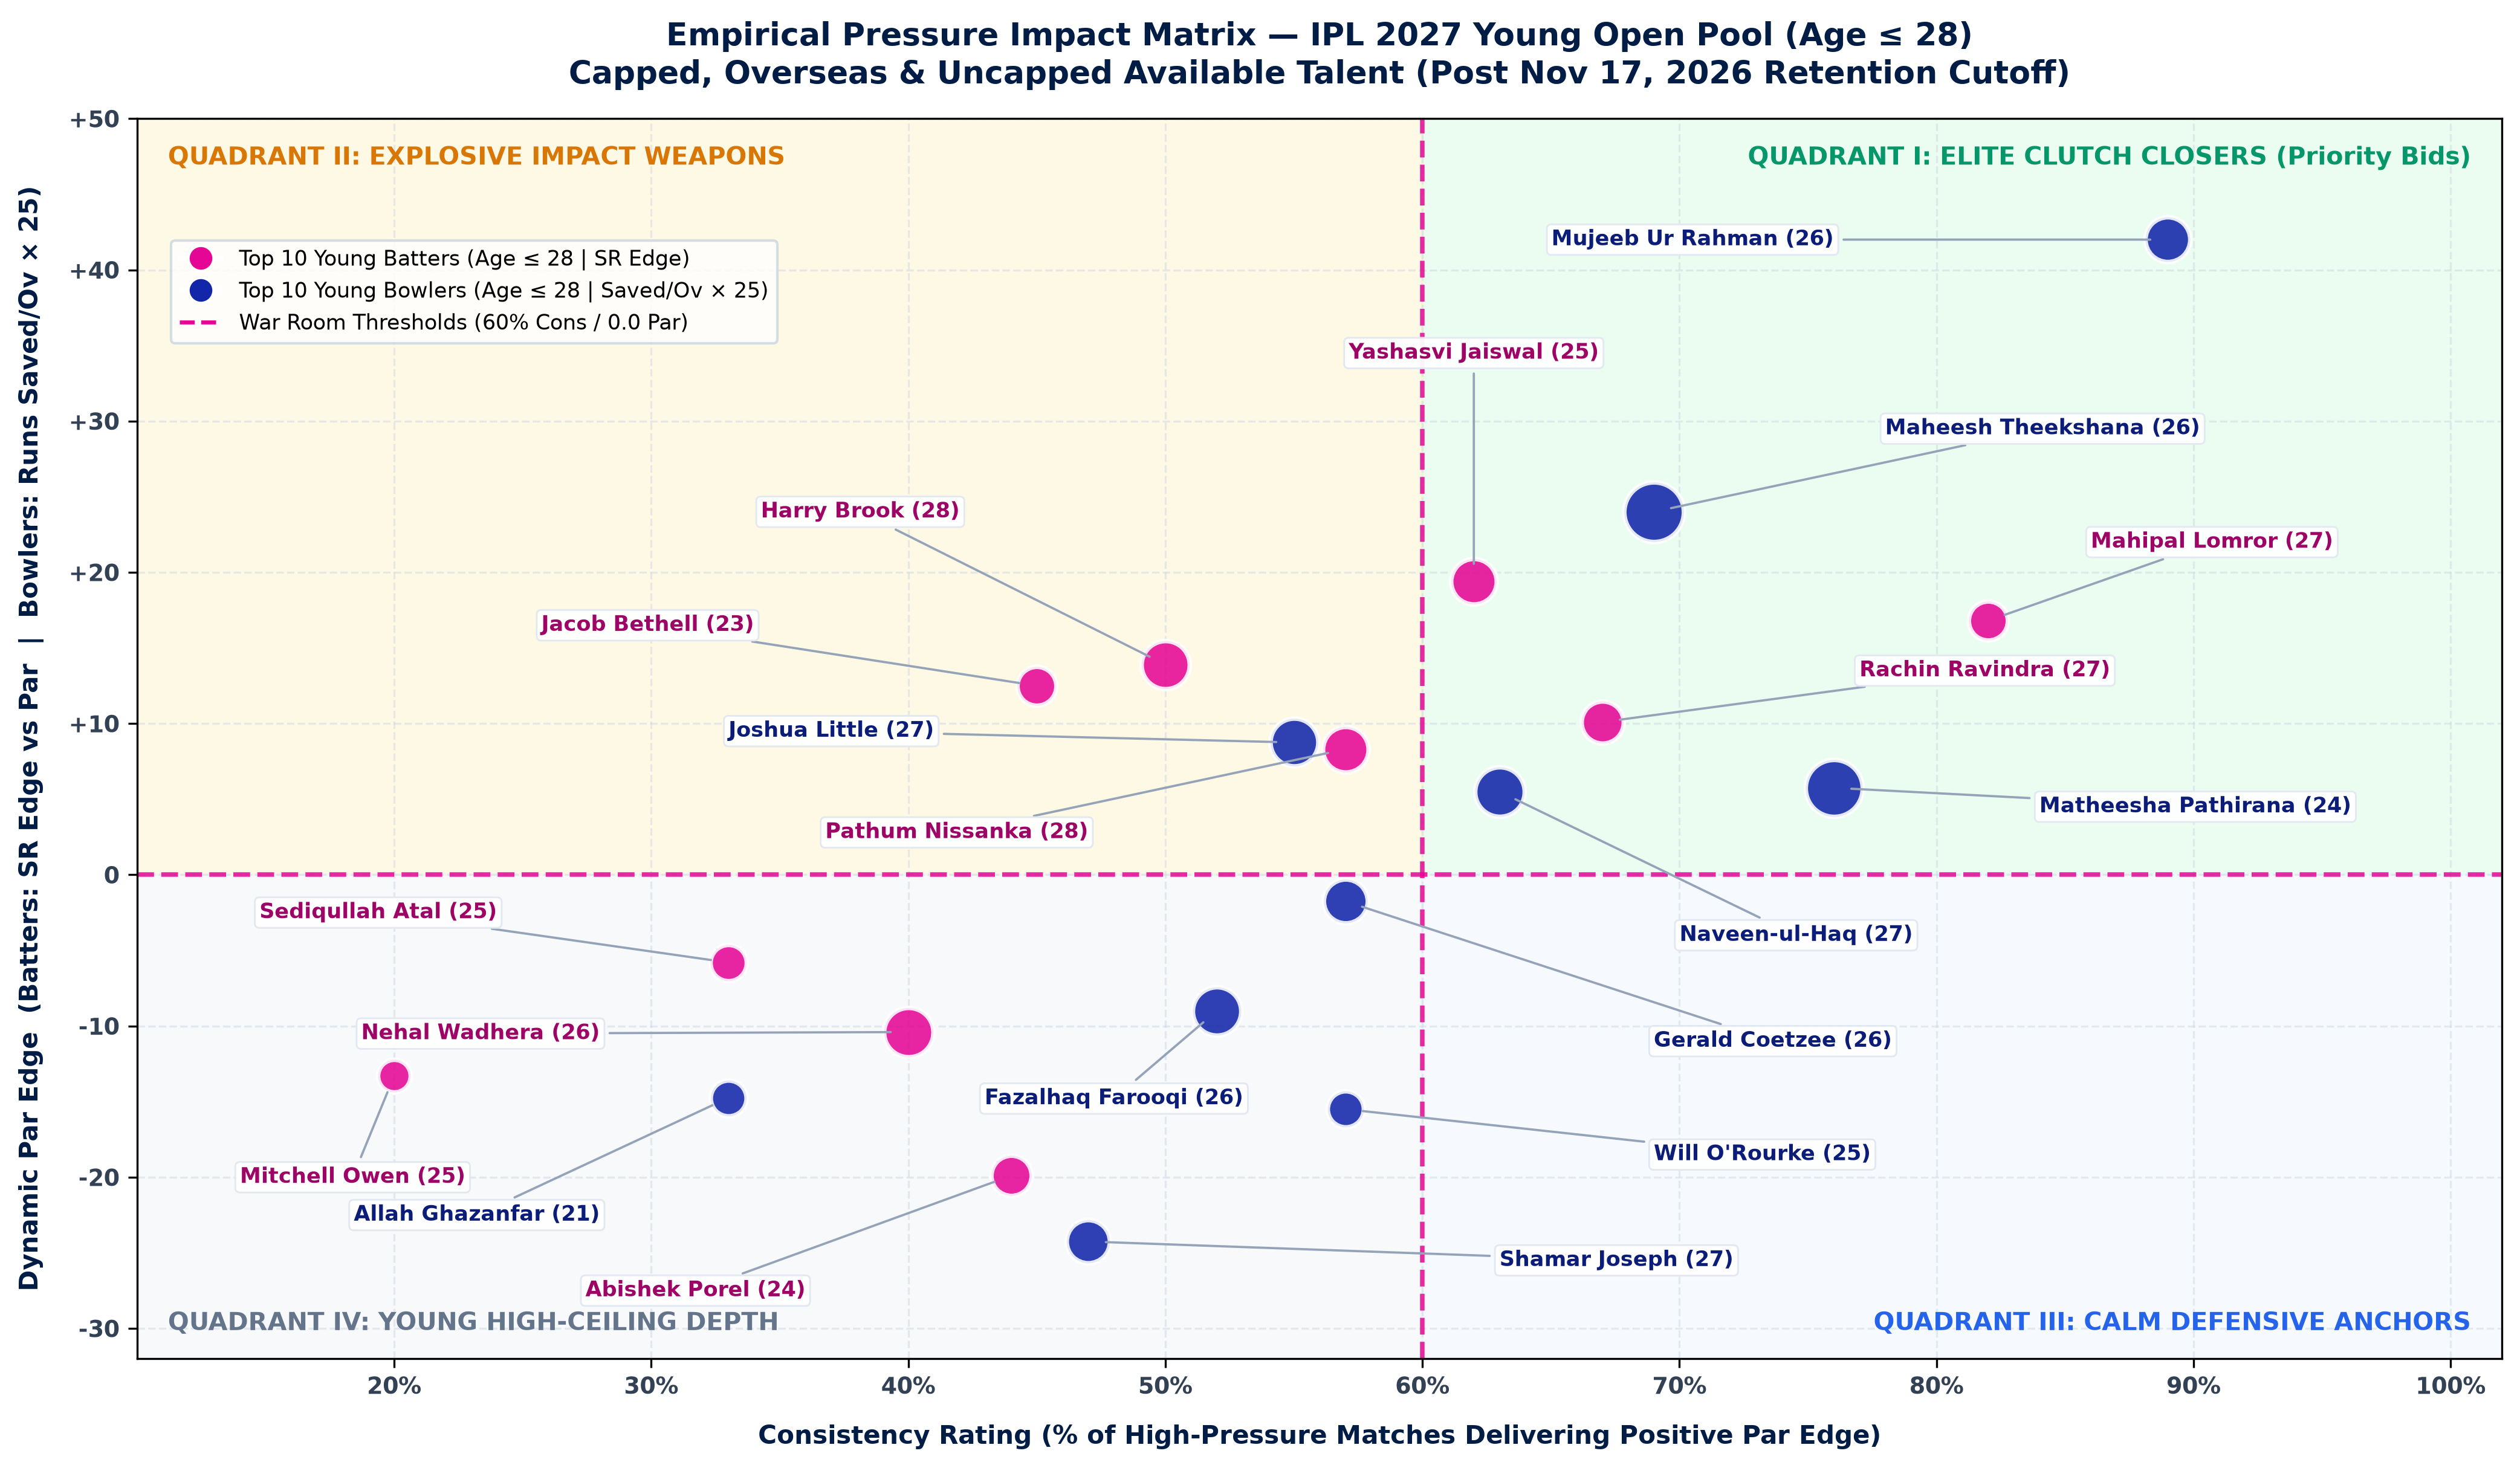 Empirical Pressure Impact Matrix — IPL 2027 Young Open Pool (Age ≤ 28)
Capped, Overseas & Uncapped Available Talent (Post Nov 17, 2026 Retention Cutoff)
Dynamic Par Edge (Batters: SR Edge vs Par | Bowlers: Runs Saved/Ov × 25)
+50
+40
+30
+20
+10
0
-10
-20
-30
QUADRANT II: EXPLOSIVE IMPACT WEAPONS
QUADRANT I: ELITE CLUTCH CLOSERS (Priority Bids)
Top 10 Young Batters (Age ≤ 28 | SR Edge)
Top 10 Young Bowlers (Age ≤ 28 | Saved/Ov × 25)
War Room Thresholds (60% Cons / 0.0 Par)
Mujeeb Ur Rahman (26)
Yashasvi Jaiswal (25)
Maheesh Theekshana (26)
Harry Brook (28)
Mahipal Lomror (27)
Jacob Bethell (23)
Rachin Ravindra (27)
Joshua Little (27)
Matheesha Pathirana (24)
Pathum Nissanka (28)
Sediqullah Atal (25)
Naveen-ul-Haq (27)
Nehal Wadhera (26)
Gerald Coetzee (26)
Fazalhaq Farooqi (26)
Will O'Rourke (25)
Mitchell Owen (25)
Allah Ghazanfar (21)
Shamar Joseph (27)
Abishek Porel (24)
QUADRANT IV: YOUNG HIGH-CEILING DEPTH
QUADRANT III: CALM DEFENSIVE ANCHORS
20%
30%
40%
50%
60%
70%
80%
90%
100%
Consistency Rating (% of High-Pressure Matches Delivering Positive Par Edge)